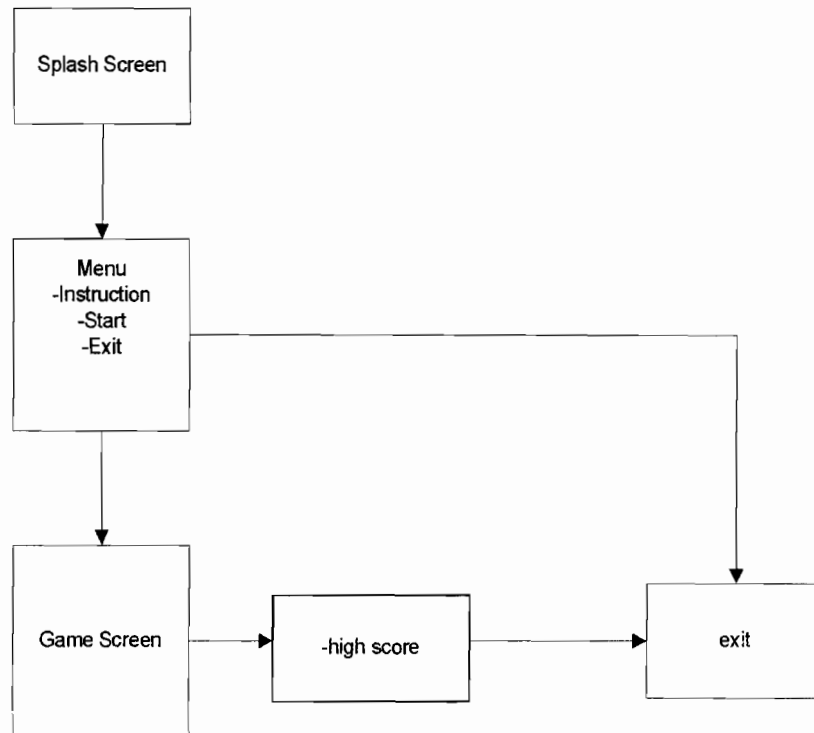 Splash Screen
Menu
-Instruction
-Start
-Exit
Game Screen
-high score
exit